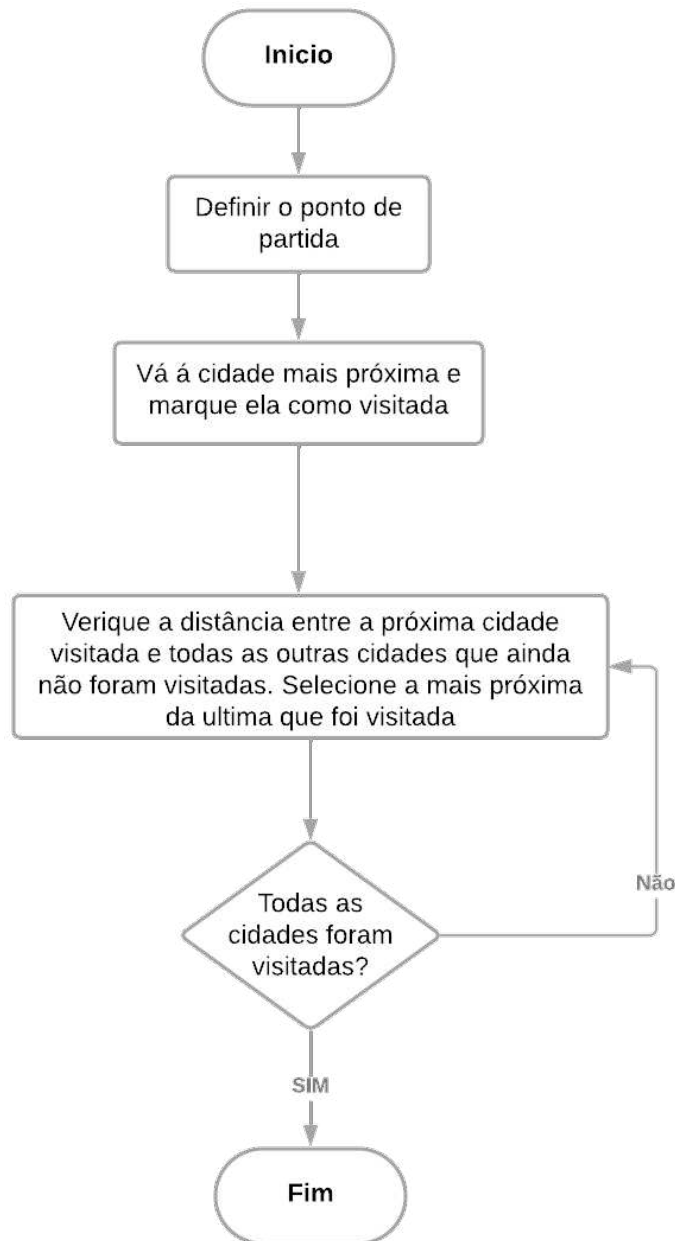 Inicio
Definir o ponto de
partida
Vá á cidade mais próxima e
marque ela como visitada
Verique a distância entre a próxima cidade
visitada e todas as outras cidades que ainda
não foram visitadas. Selecione a mais próxima
da ultima que foi visitada
Todas as
cidades foram
visitadas?
Não
SIM
Fim